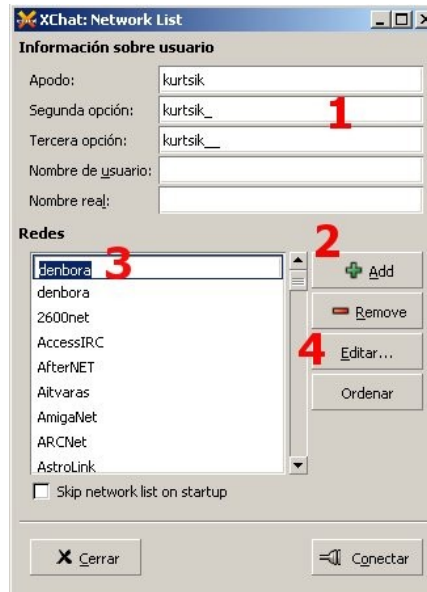 XChat: Network List
Información sobre usuario
Apodo: kurtsik
Segunda opción: kurtsik_ 1
Tercera opción: kurtsik__
Nombre de usuario:
Nombre real:
Redes
2
denbora 3 Add
denbora
2600net Remove
AccessIRC
AfterNET 4 Editar...
Aitvaras
AmigaNet Ordenar
ARCNet
AstroLink
Skip network list on startup
Cerrar Conectar